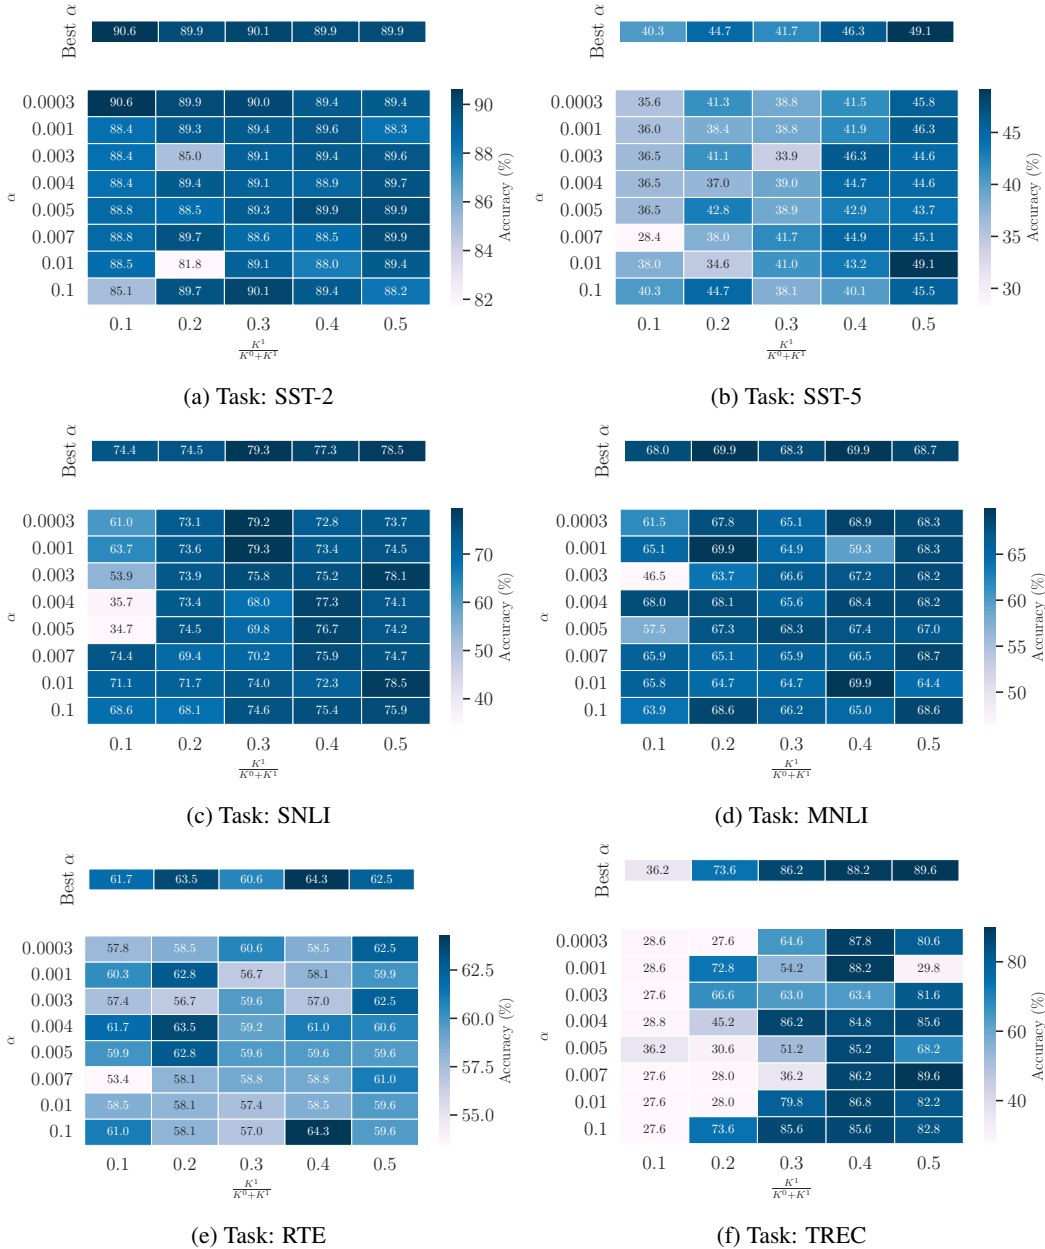 Best α
90.6 89.9 90.1 89.9 89.9
0.0003 90.6 89.9 90.0 89.4 89.4
0.001 88.4 89.3 89.4 89.6 88.3
0.003 88.4 85.0 89.1 89.4 89.6
0.004 88.4 89.4 89.1 88.9 89.7
0.005 88.8 88.5 89.3 89.9 89.9
0.007 88.8 89.7 88.6 88.5 89.9
0.01 88.5 81.8 89.1 88.0 89.4
0.1 85.1 89.7 90.1 89.4 88.2
α
0.1 0.2 0.3 0.4 0.5
K¹/(K⁰+K¹)
90
88
86
84
82
Accuracy (%)
(a) Task: SST-2
Best α
40.3 44.7 41.7 46.3 49.1
0.0003 35.6 41.3 38.8 41.5 45.8
0.001 36.0 38.4 38.8 41.9 46.3
0.003 36.5 41.1 33.9 46.3 44.6
0.004 36.5 37.0 39.0 44.7 44.6
0.005 36.5 42.8 38.9 42.9 43.7
0.007 28.4 38.0 41.7 44.9 45.1
0.01 38.0 34.6 41.0 43.2 49.1
0.1 40.3 44.7 38.1 40.1 45.5
α
0.1 0.2 0.3 0.4 0.5
K¹/(K⁰+K¹)
45
40
35
30
Accuracy (%)
(b) Task: SST-5
Best α
74.4 74.5 79.3 77.3 78.5
0.0003 61.0 73.1 79.2 72.8 73.7
0.001 63.7 73.6 79.3 73.4 74.5
0.003 53.9 73.9 75.8 75.2 78.1
0.004 35.7 73.4 68.0 77.3 74.1
0.005 34.7 74.5 69.8 76.7 74.2
0.007 74.4 69.4 70.2 75.9 74.7
0.01 71.1 71.7 74.0 72.3 78.5
0.1 68.6 68.1 74.6 75.4 75.9
α
0.1 0.2 0.3 0.4 0.5
K¹/(K⁰+K¹)
70
60
50
40
Accuracy (%)
(c) Task: SNLI
Best α
68.0 69.9 68.3 69.9 68.7
0.0003 61.5 67.8 65.1 68.9 68.3
0.001 65.1 69.9 64.9 59.3 68.3
0.003 46.5 63.7 66.6 67.2 68.2
0.004 68.0 68.1 65.6 68.4 68.2
0.005 57.5 67.3 68.3 67.4 67.0
0.007 65.9 65.1 65.9 66.5 68.7
0.01 65.8 64.7 64.7 69.9 64.4
0.1 63.9 68.6 66.2 65.0 68.6
α
0.1 0.2 0.3 0.4 0.5
K¹/(K⁰+K¹)
65
60
55
50
Accuracy (%)
(d) Task: MNLI
Best α
61.7 63.5 60.6 64.3 62.5
0.0003 57.8 58.5 60.6 58.5 62.5
0.001 60.3 62.8 56.7 58.1 59.9
0.003 57.4 56.7 59.6 57.0 62.5
0.004 61.7 63.5 59.2 61.0 60.6
0.005 59.9 62.8 59.6 59.6 59.6
0.007 53.4 58.1 58.8 58.8 61.0
0.01 58.5 58.1 57.4 58.5 59.6
0.1 61.0 58.1 57.0 64.3 59.6
α
0.1 0.2 0.3 0.4 0.5
K¹/(K⁰+K¹)
62.5
60.0
57.5
55.0
Accuracy (%)
(e) Task: RTE
Best α
36.2 73.6 86.2 88.2 89.6
0.0003 28.6 27.6 64.6 87.8 80.6
0.001 28.6 72.8 54.2 88.2 29.8
0.003 27.6 66.6 63.0 63.4 81.6
0.004 28.8 45.2 86.2 84.8 85.6
0.005 36.2 30.6 51.2 85.2 68.2
0.007 27.6 28.0 36.2 86.2 89.6
0.01 27.6 28.0 79.8 86.8 82.2
0.1 27.6 73.6 85.6 85.6 82.8
α
0.1 0.2 0.3 0.4 0.5
K¹/(K⁰+K¹)
80
60
40
Accuracy (%)
(f) Task: TREC